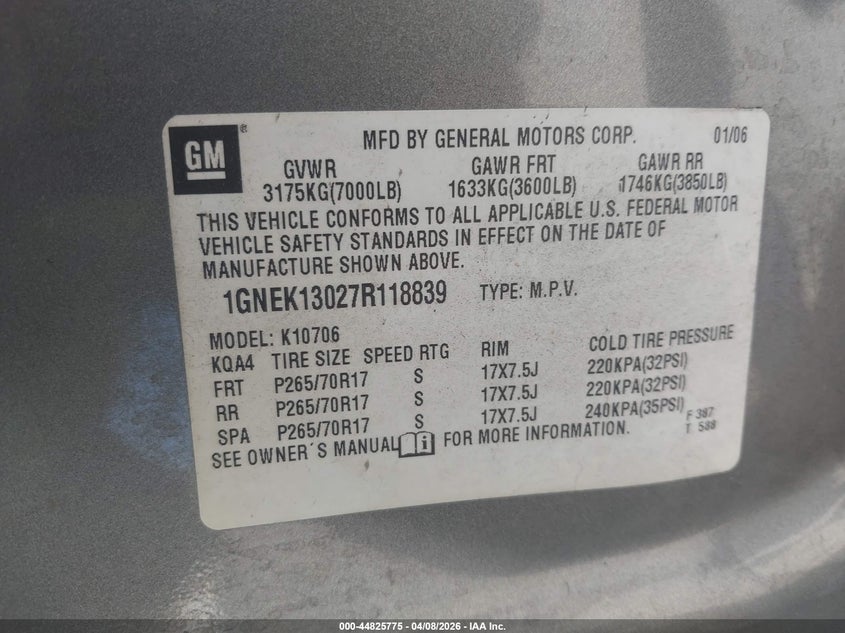 GM®
MFD BY GENERAL MOTORS CORP. 01/06
GVWR GAWR FRT GAWR RR
3175KG(7000LB) 1633KG(3600LB) 1746KG(3850LB)
THIS VEHICLE CONFORMS TO ALL APPLICABLE U.S. FEDERAL MOTOR
VEHICLE SAFETY STANDARDS IN EFFECT ON THE DATE OF
MANUFACTURE SHOWN ABOVE.
1GNEK13027R118839 TYPE: M.P.V.
MODEL: K10706
KQA4 TIRE SIZE SPEED RTG RIM COLD TIRE PRESSURE
FRT P265/70R17 S 17X7.5J 220KPA(32PSI)
RR P265/70R17 S 17X7.5J 220KPA(32PSI)
SPA P265/70R17 S 17X7.5J 240KPA(35PSI)
F 387
T 588
SEE OWNER'S MANUAL i FOR MORE INFORMATION.
000-44825775 - 04/08/2026 - IAA Inc.